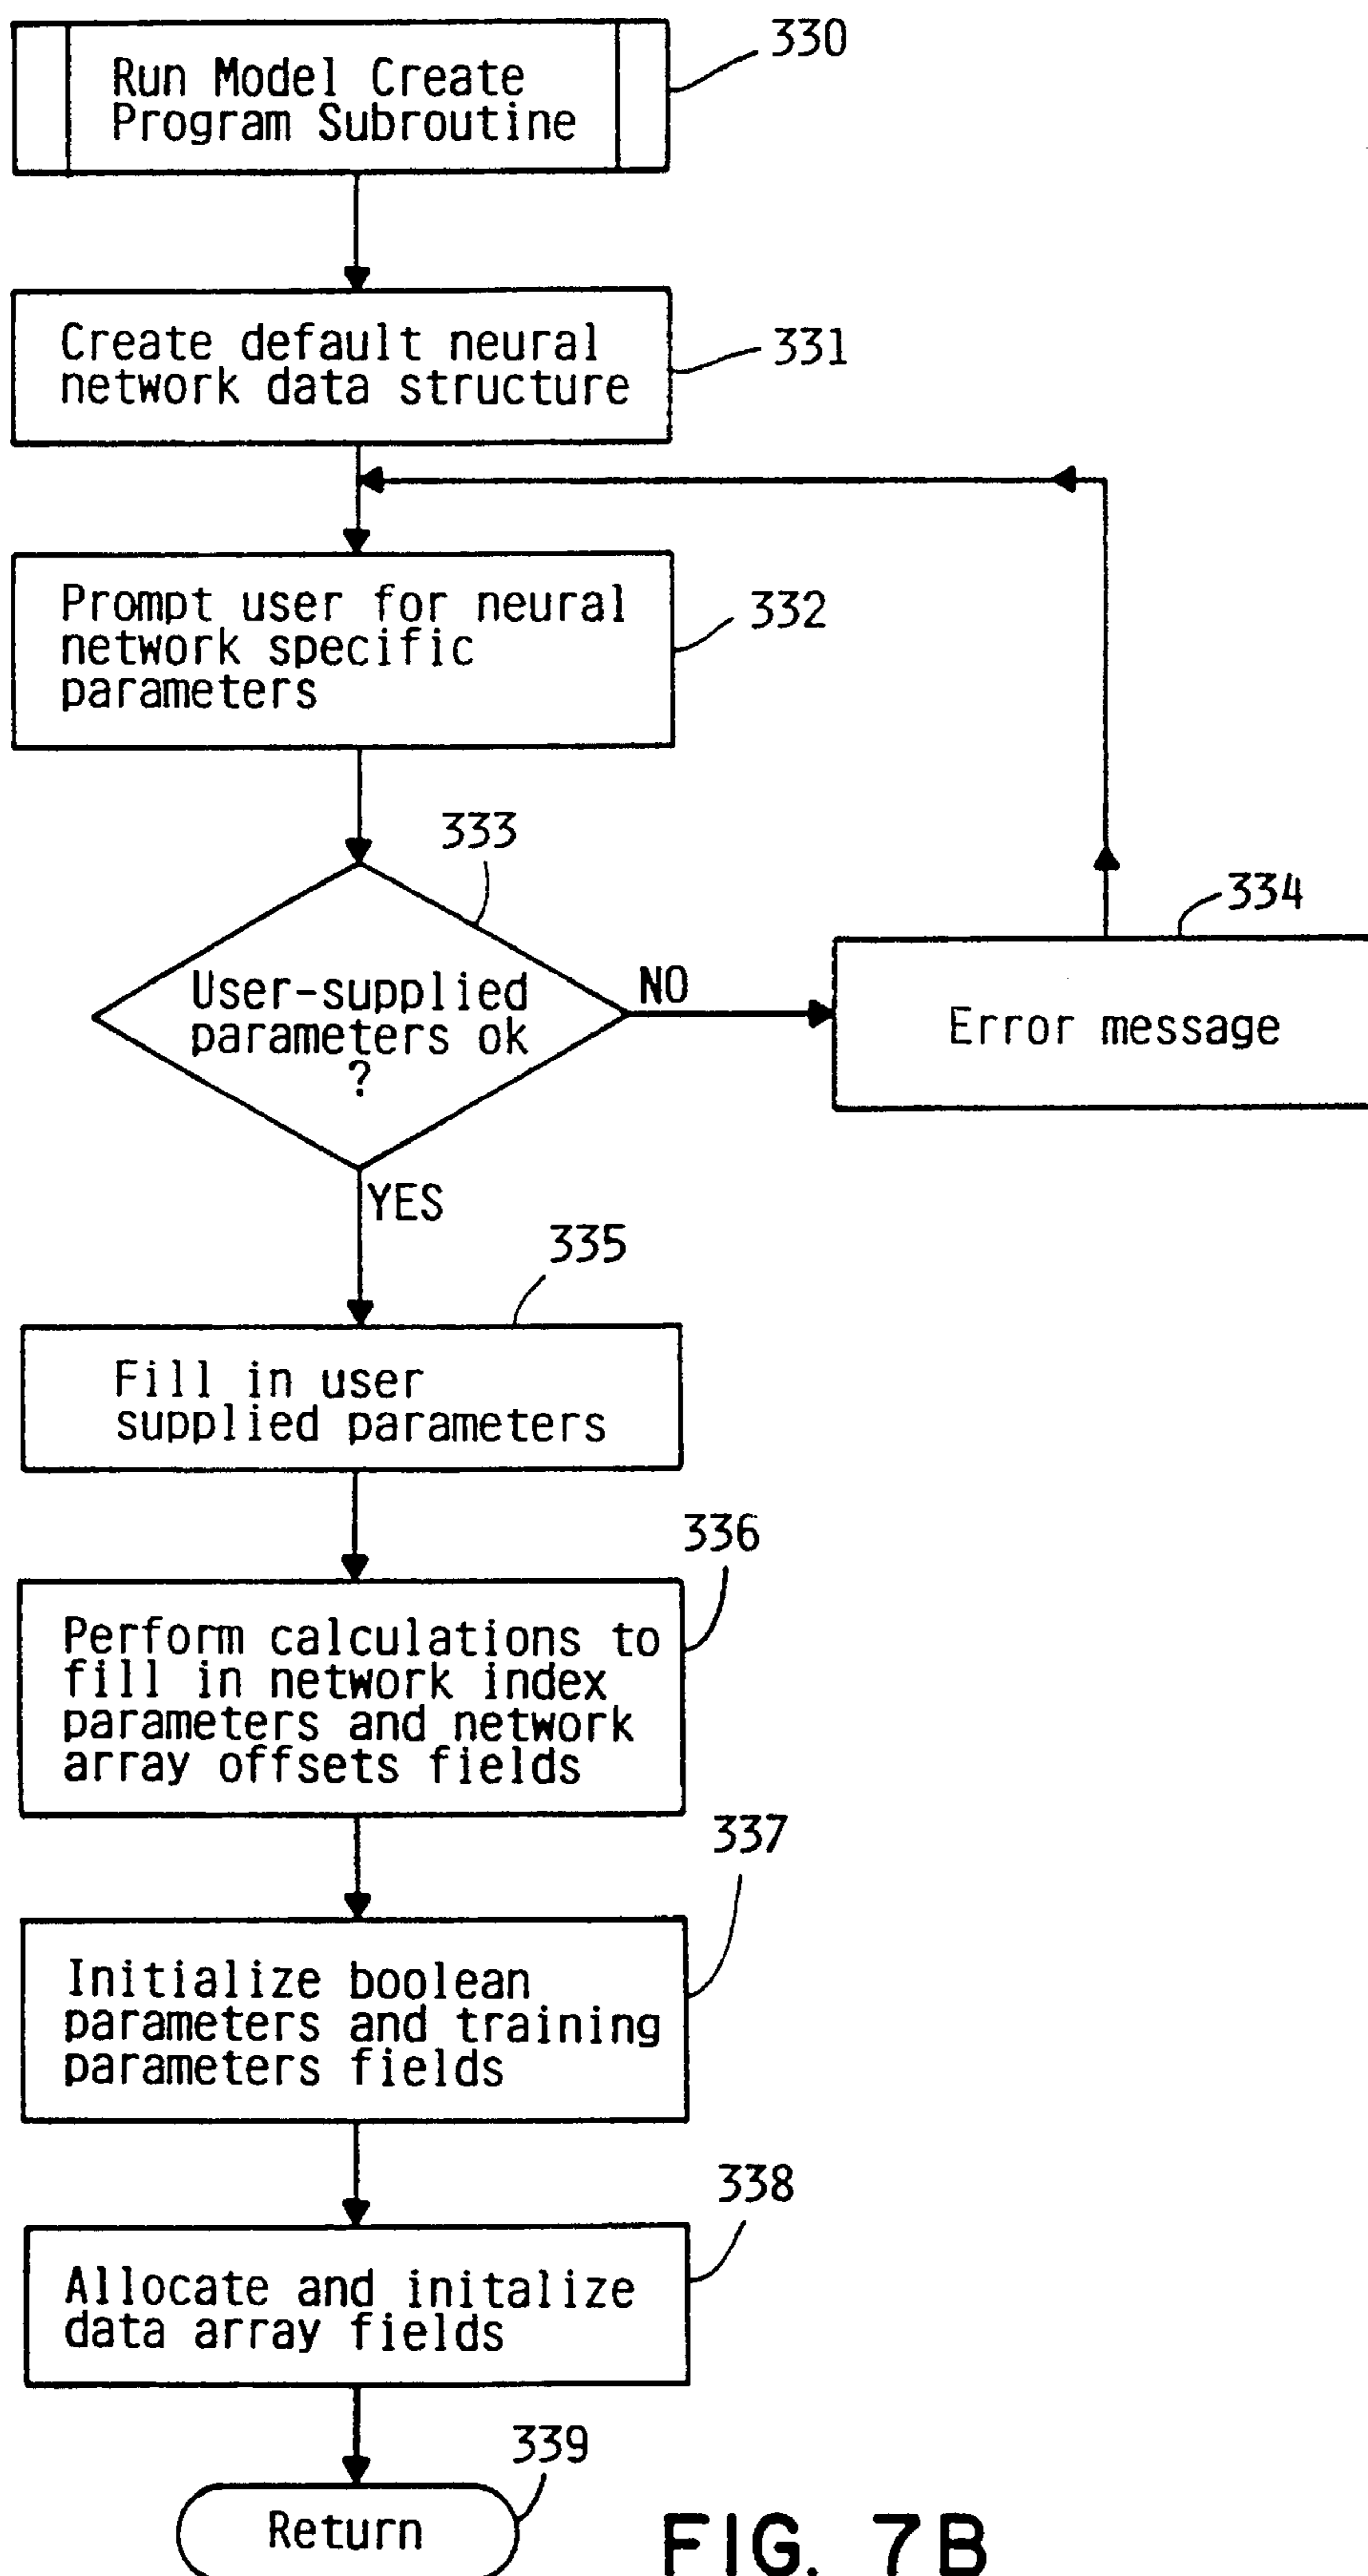 330
Run Model Create
Program Subroutine
331
Create default neural
network data structure
332
Prompt user for neural
network specific
parameters
333
User-supplied
parameters ok
?
NO
334
Error message
YES
335
Fill in user
supplied parameters
336
Perform calculations to
fill in network index
parameters and network
array offsets fields
337
Initialize boolean
parameters and training
parameters fields
338
Allocate and initalize
data array fields
339
Return
FIG. 7B